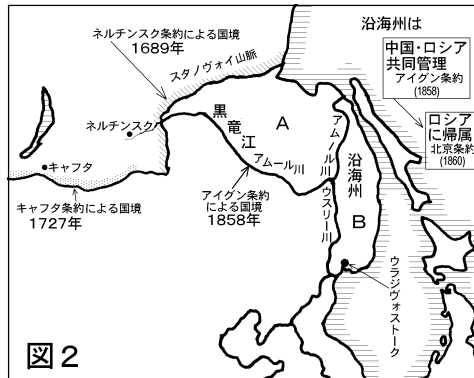 ネルチンスク条約による国境
1689年
スタノヴォイ山脈
沿海州は
中国・ロシア
共同管理
アイグン条約
(1858)
ロシア
に帰属
北京条約
(1860)
ネルチンスク
黒竜江
A
アムール川
アムール川
キャフタ
アイグン条約
による国境
1858年
沿海州
B
ウスリー川
キャフタ条約による国境
1727年
ウラジヴォストーク
図2